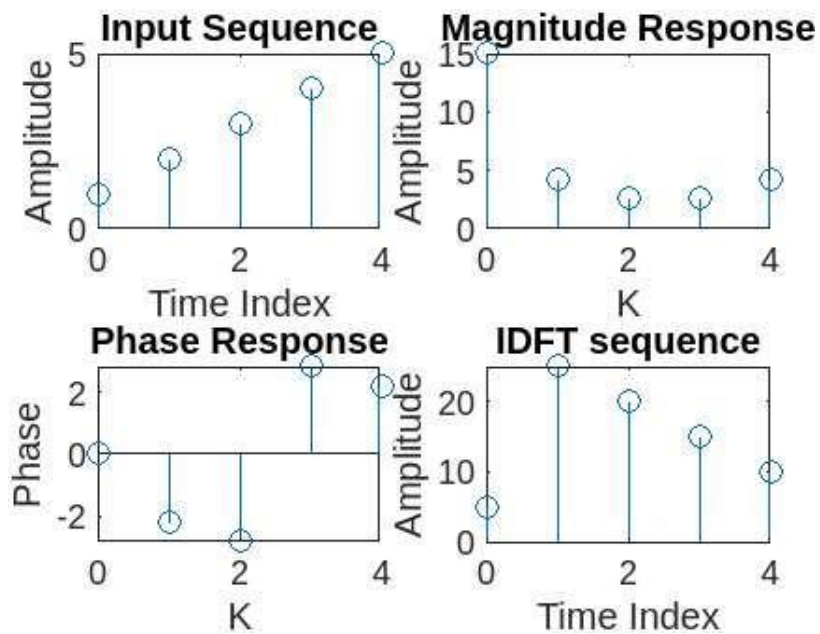 Input Sequence
Amplitude
5
0
0 2 4
Time Index
Magnitude Response
Amplitude
15
10
5
0
0 2 4
K
Phase Response
Phase
2
0
-2
0 2 4
K
IDFT sequence
Amplitude
20
10
0
0 2 4
Time Index